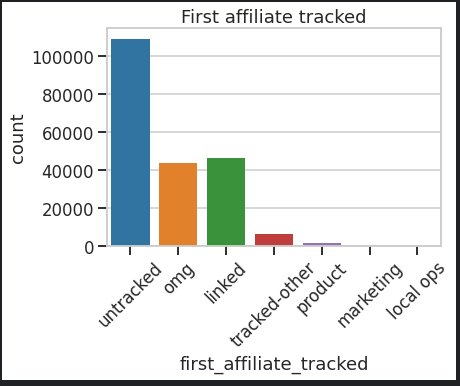 First affiliate tracked
count
100000
80000
60000
40000
20000
0
untracked
omg
linked
tracked-other
product
marketing
local ops
first_affiliate_tracked